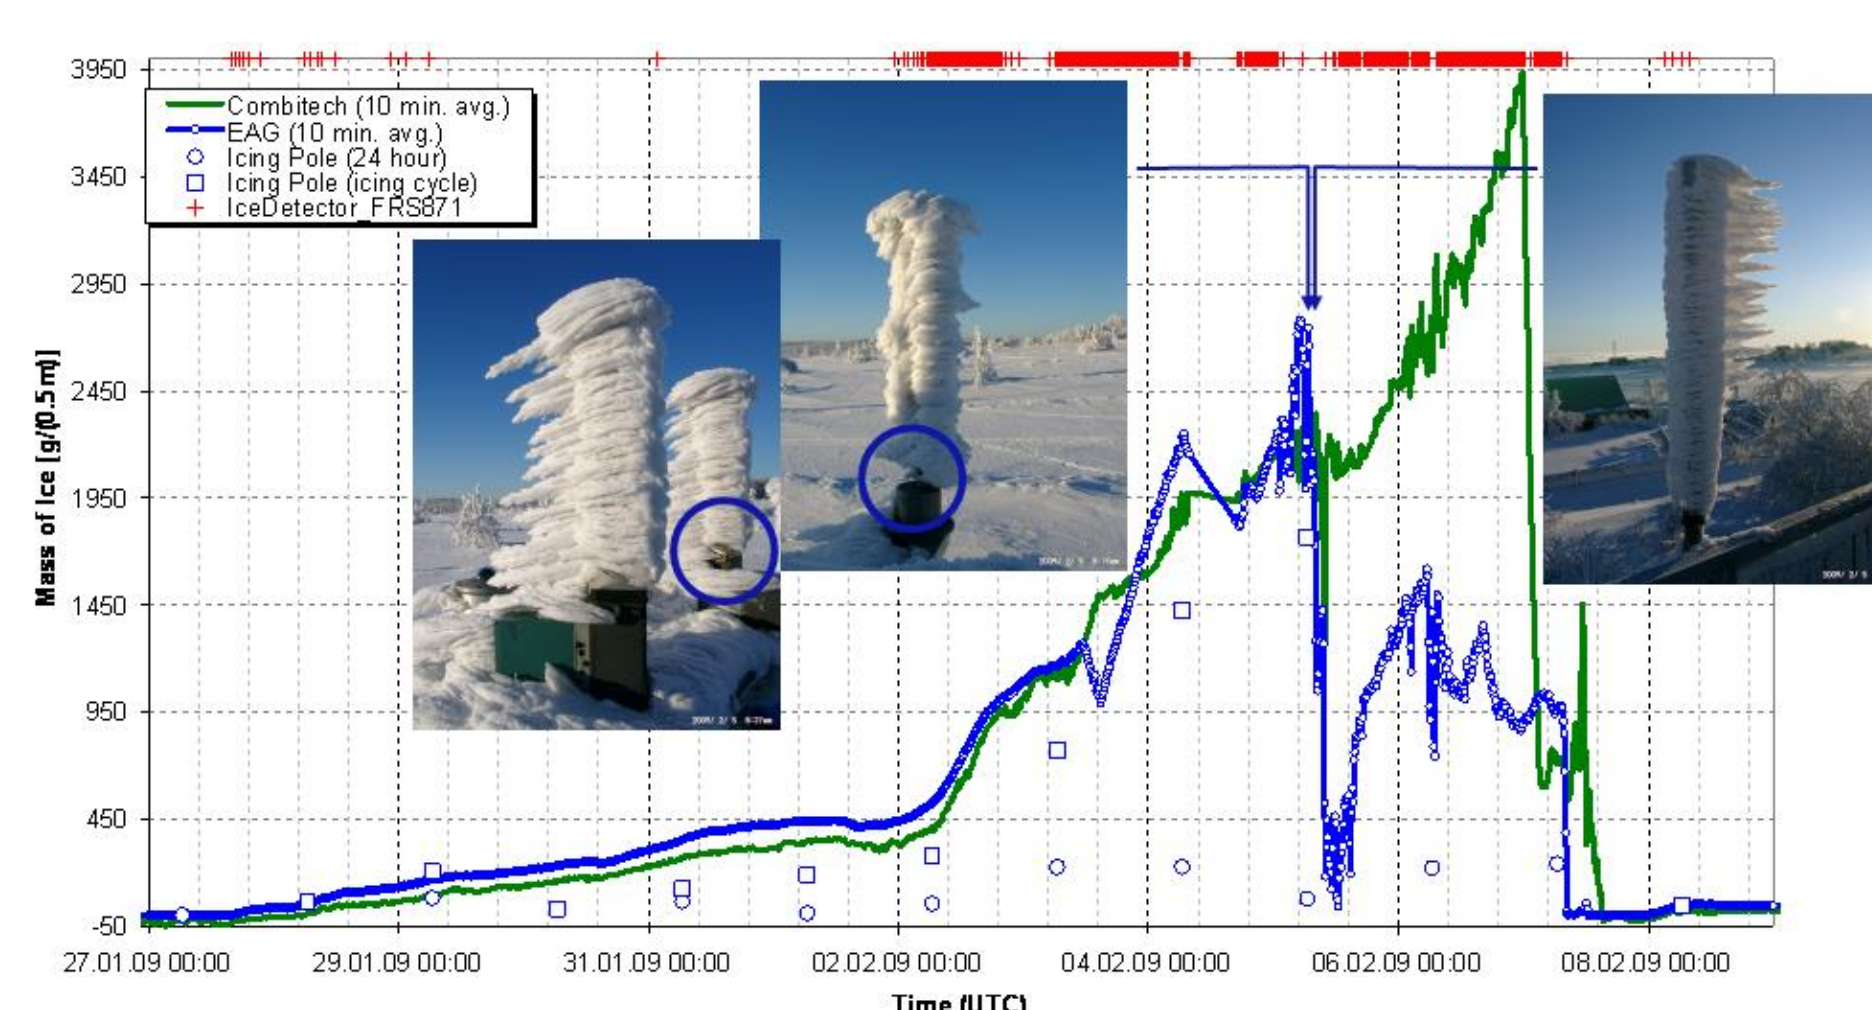 3950
3450
2950
2450
1950
1450
950
450
-50
Mass of Ice [g/(0.5m)]
Combitech (10 min. avg.)
EAG (10 min. avg.)
Icing Pole (24 hour)
Icing Pole (icing cycle)
IceDetector_FRS871
27.01.09 00:00
29.01.09 00:00
31.01.09 00:00
02.02.09 00:00
04.02.09 00:00
06.02.09 00:00
08.02.09 00:00
Time (UTC)